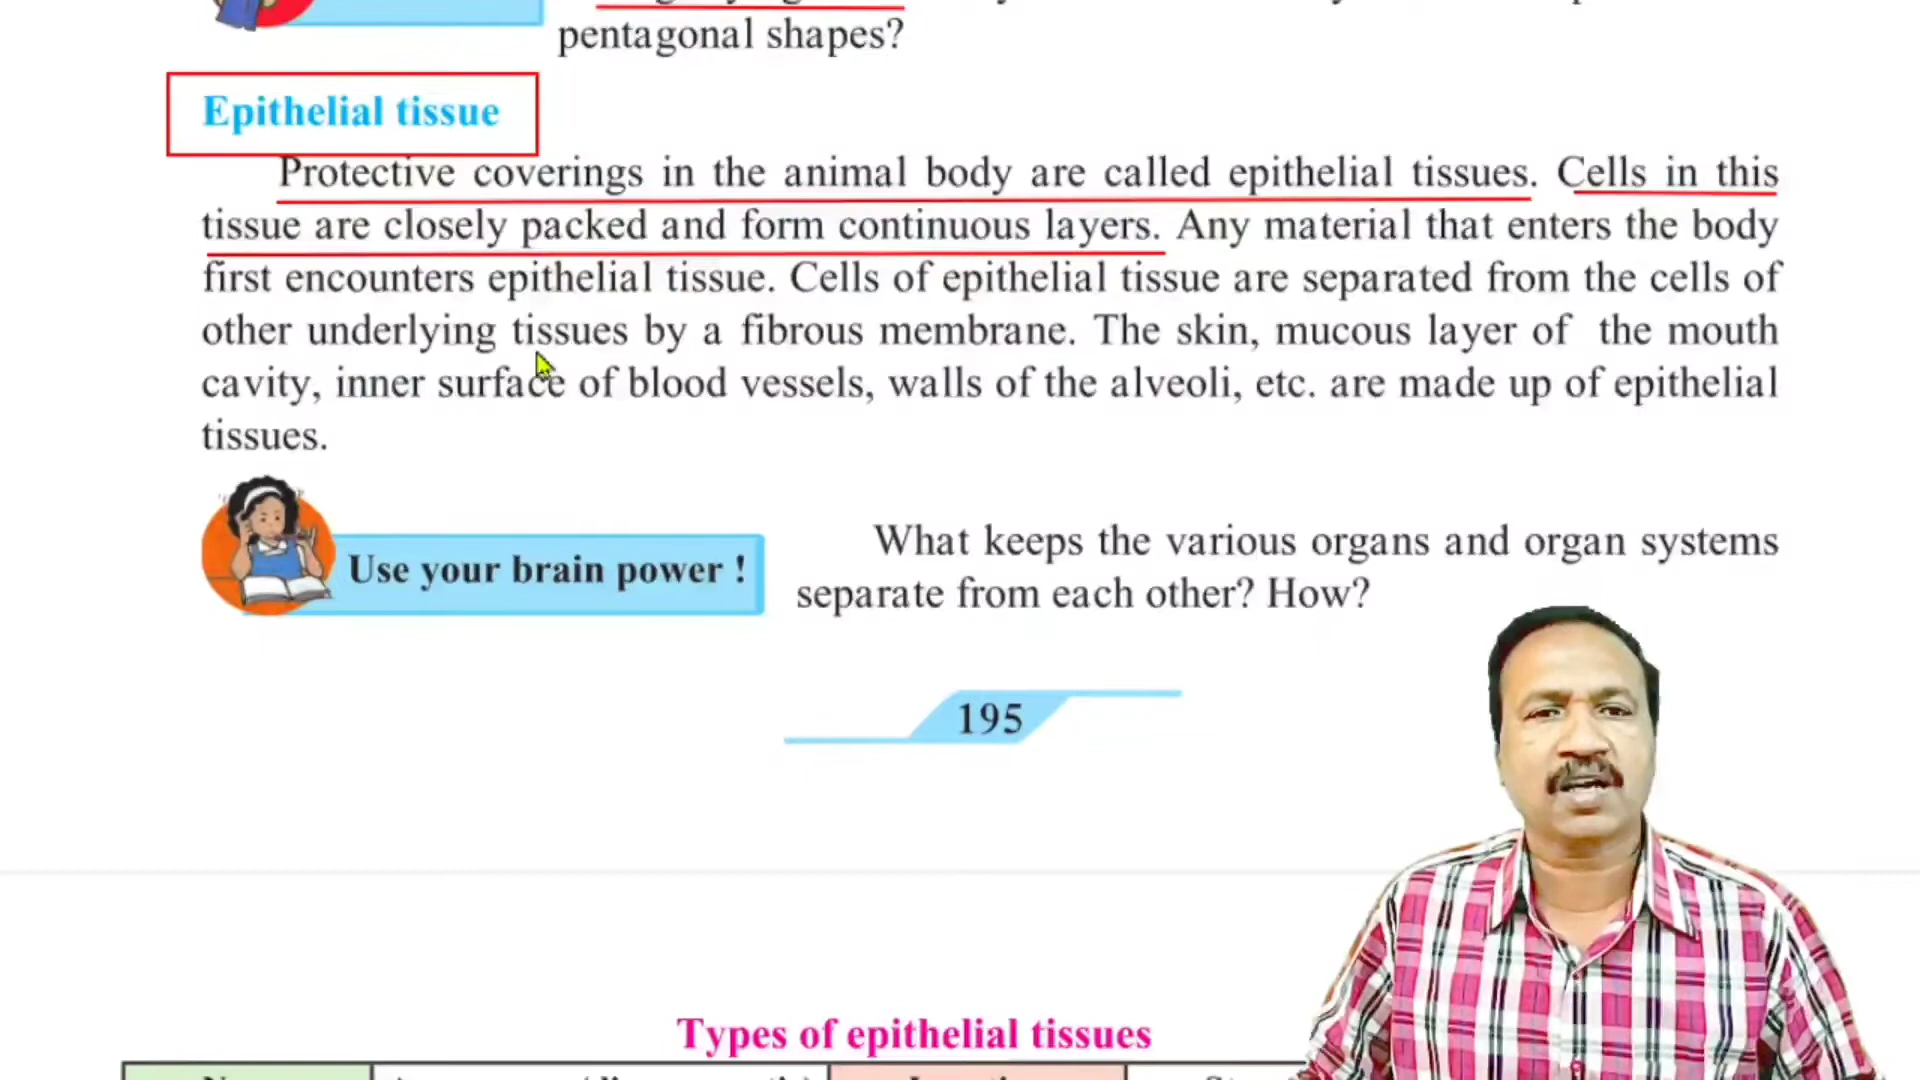 pentagonal shapes?
Epithelial tissue
Protective coverings in the animal body are called epithelial tissues. Cells in this
tissue are closely packed and form continuous layers. Any material that enters the body
first encounters epithelial tissue. Cells of epithelial tissue are separated from the cells of
other underlying tissues by a fibrous membrane. The skin, mucous layer of the mouth
cavity, inner surface of blood vessels, walls of the alveoli, etc. are made up of epithelial
tissues.
Use your brain power !
What keeps the various organs and organ systems
separate from each other? How?
195
Types of epithelial tissues